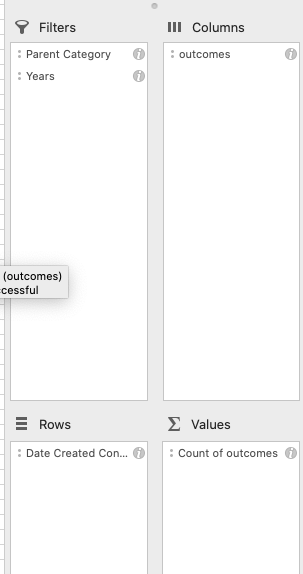 Filters
Columns
Parent Category
Years
outcomes
(outcomes)
cessful
Rows
Values
Date Created Con...
Count of outcomes